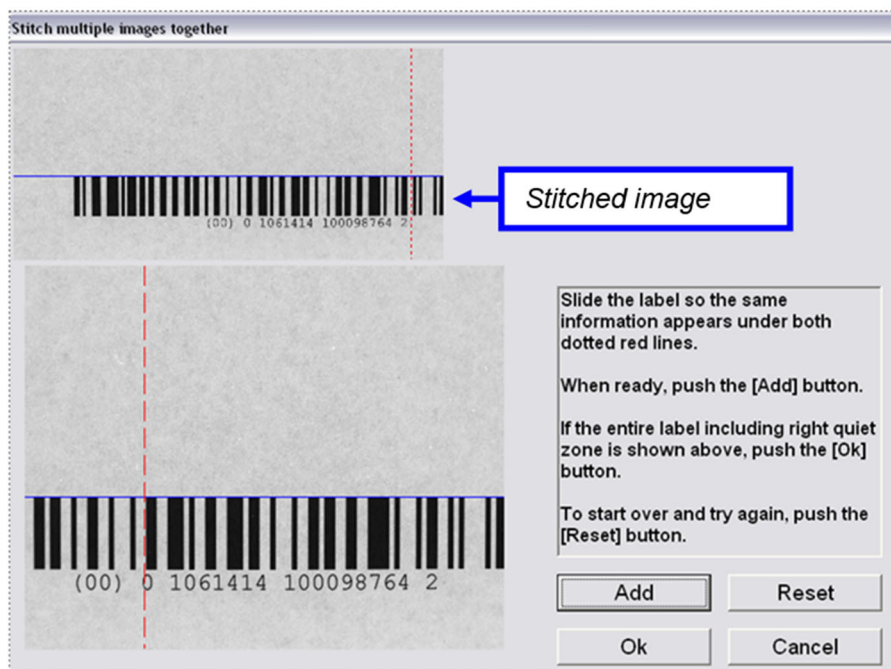 Stitch multiple images together
(00) 0 1061414 100098764 2
Stitched image
(00) 0 1061414 100098764 2
Slide the label so the same
information appears under both
dotted red lines.
When ready, push the [Add] button.
If the entire label including right quiet
zone is shown above, push the [Ok]
button.
To start over and try again, push the
[Reset] button.
Add
Reset
Ok
Cancel